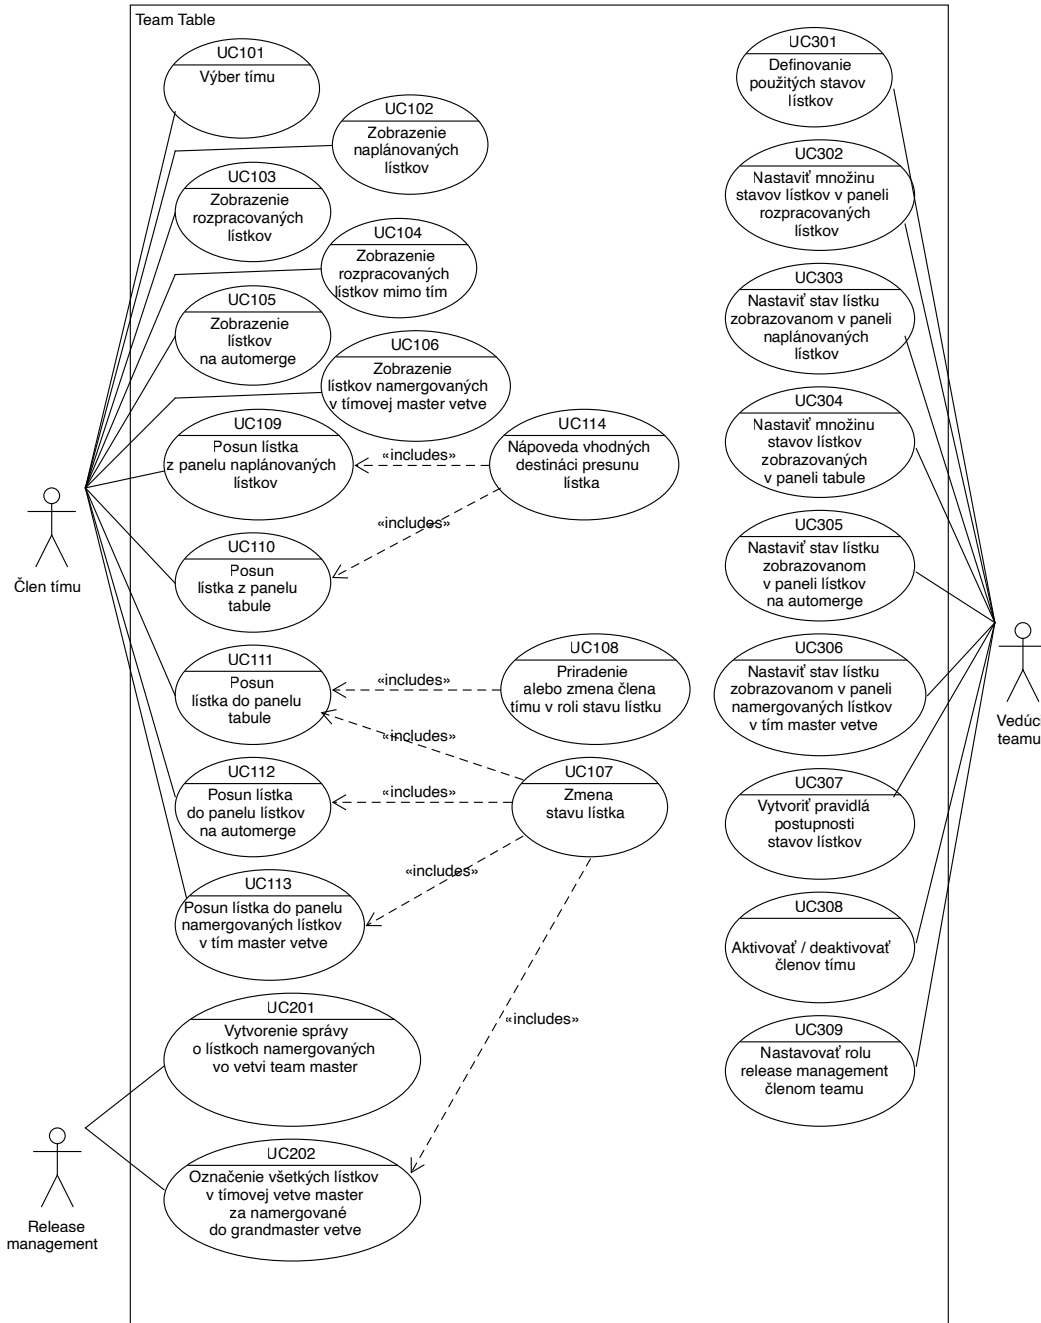 Team Table
UC101
Výber tímu
UC102
Zobrazenie
naplánovaných
lístkov
UC103
Zobrazenie
rozpracovaných
lístkov
UC104
Zobrazenie
rozpracovaných
lístkov mimo tím
UC105
Zobrazenie
lístkov
na automerge
UC106
Zobrazenie
lístkov namergovaných
v tímovej master vetve
UC109
Posun lístka
z panelu naplánovaných
lístkov
«includes»
UC114
Nápoveda vhodných
destináci presunu
lístka
«includes»
UC110
Posun
lístka z panelu
tabule
Člen tímu
UC111
Posun
lístka do panelu
tabule
«includes»
UC108
Priradenie
alebo zmena člena
tímu v roli stavu lístku
«includes»
UC112
Posun lístka
do panelu lístkov
na automerge
«includes»
UC107
Zmena
stavu lístka
«includes»
UC113
Posun lístka do panelu
namergovaných lístkov
v tím master vetve
«includes»
UC201
Vytvorenie správy
o lístkoch namergovaných
vo vetvi team master
UC202
Označenie všetkých lístkov
v tímovej vetve master
za namergované
do grandmaster vetve
Release
management
UC301
Definovanie
použitých stavov
lístkov
UC302
Nastaviť množinu
stavov lístkov v paneli
rozpracovaných
lístkov
UC303
Nastaviť stav lístku
zobrazovanom v paneli
naplánovaných
lístkov
UC304
Nastaviť množinu
stavov lístkov
zobrazovaných
v paneli tabule
UC305
Nastaviť stav lístku
zobrazovanom
v paneli lístkov
na automerge
UC306
Nastaviť stav lístku
zobrazovanom v paneli
namergovaných lístkov
v tím master vetve
Vedúci
teamu
UC307
Vytvoriť pravidlá
postupnosti
stavov lístkov
UC308
Aktivovať / deaktivovať
členov tímu
UC309
Nastavovať rolu
release management
členom teamu